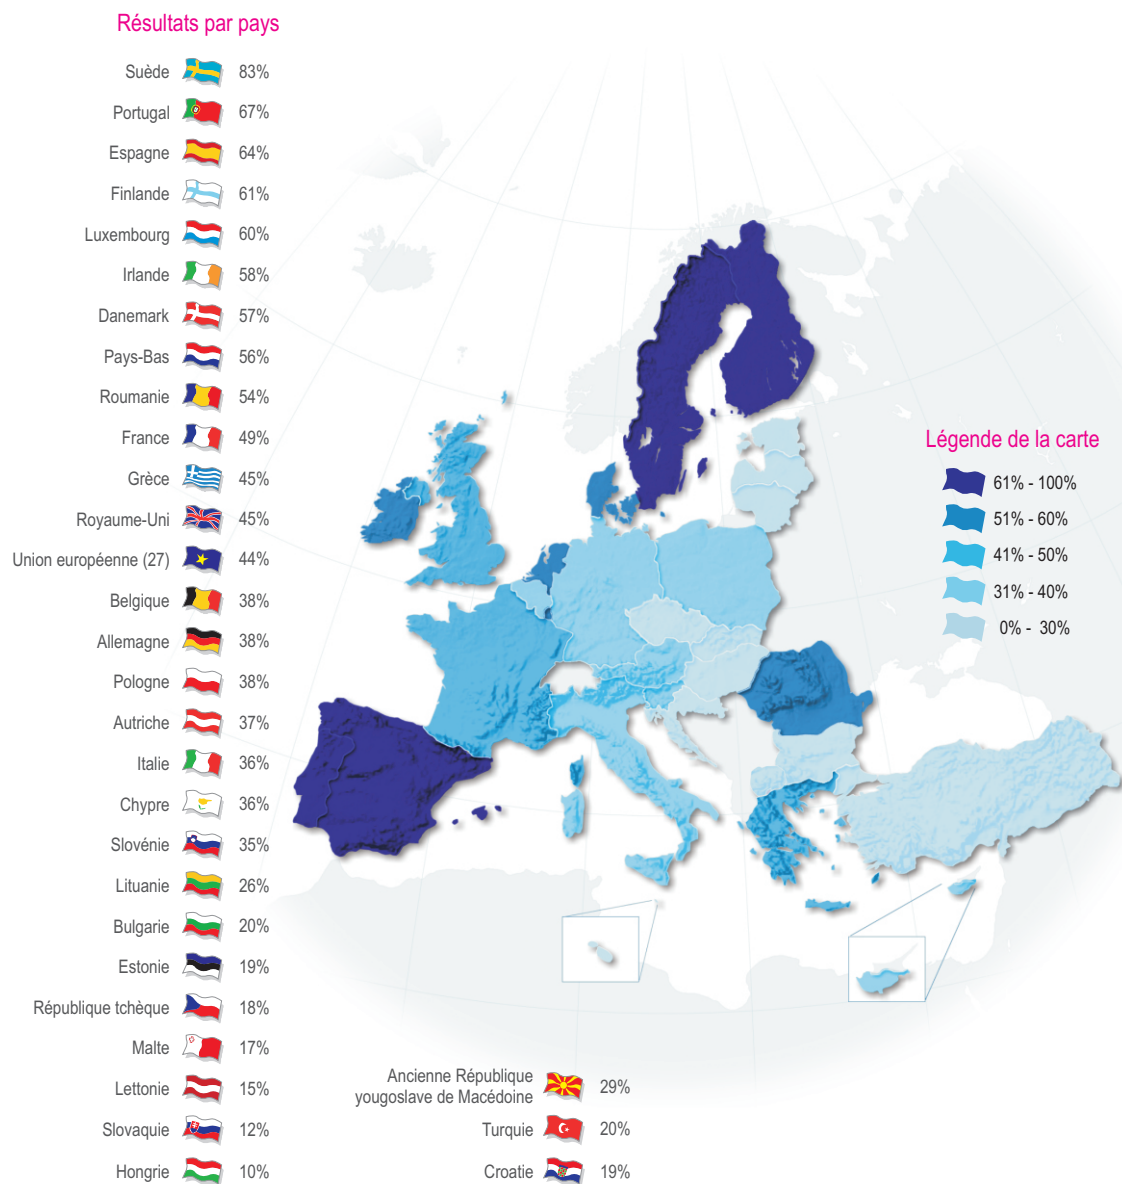 Résultats par pays
Suède 83%
Portugal 67%
Espagne 64%
Finlande 61%
Luxembourg 60%
Irlande 58%
Danemark 57%
Pays-Bas 56%
Roumanie 54%
France 49%
Grèce 45%
Royaume-Uni 45%
Union européenne (27) 44%
Belgique 38%
Allemagne 38%
Pologne 38%
Autriche 37%
Italie 36%
Chypre 36%
Slovénie 35%
Lituanie 26%
Bulgarie 20%
Estonie 19%
République tchèque 18%
Malte 17%
Lettonie 15%
Slovaquie 12%
Hongrie 10%
Légende de la carte
61% - 100%
51% - 60%
41% - 50%
31% - 40%
0% - 30%
Ancienne République
yougoslave de Macédoine 29%
Turquie 20%
Croatie 19%